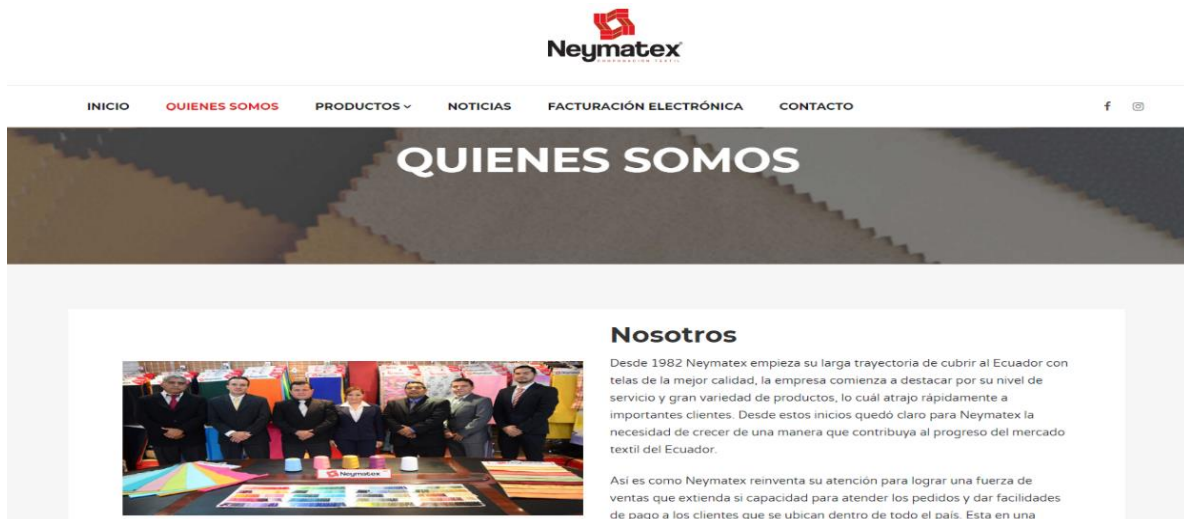 Neymatex
CORPORACIÓN TEXTIL
INICIO QUIENES SOMOS PRODUCTOS NOTICIAS FACTURACIÓN ELECTRÓNICA CONTACTO
QUIENES SOMOS
Nosotros
Desde 1982 Neymatex empieza su larga trayectoria de cubrir al Ecuador con
telas de la mejor calidad, la empresa comienza a destacar por su nivel de
servicio y gran variedad de productos, lo cuál atrajo rápidamente a
importantes clientes. Desde estos inicios quedó claro para Neymatex la
necesidad de crecer de una manera que contribuya al progreso del mercado
textil del Ecuador.
Así es como Neymatex reinventa su atención para lograr una fuerza de
ventas que extienda si capacidad para atender los pedidos y dar facilidades
de pago a los clientes que se ubican dentro de todo el país. Esta en una
Neymatex